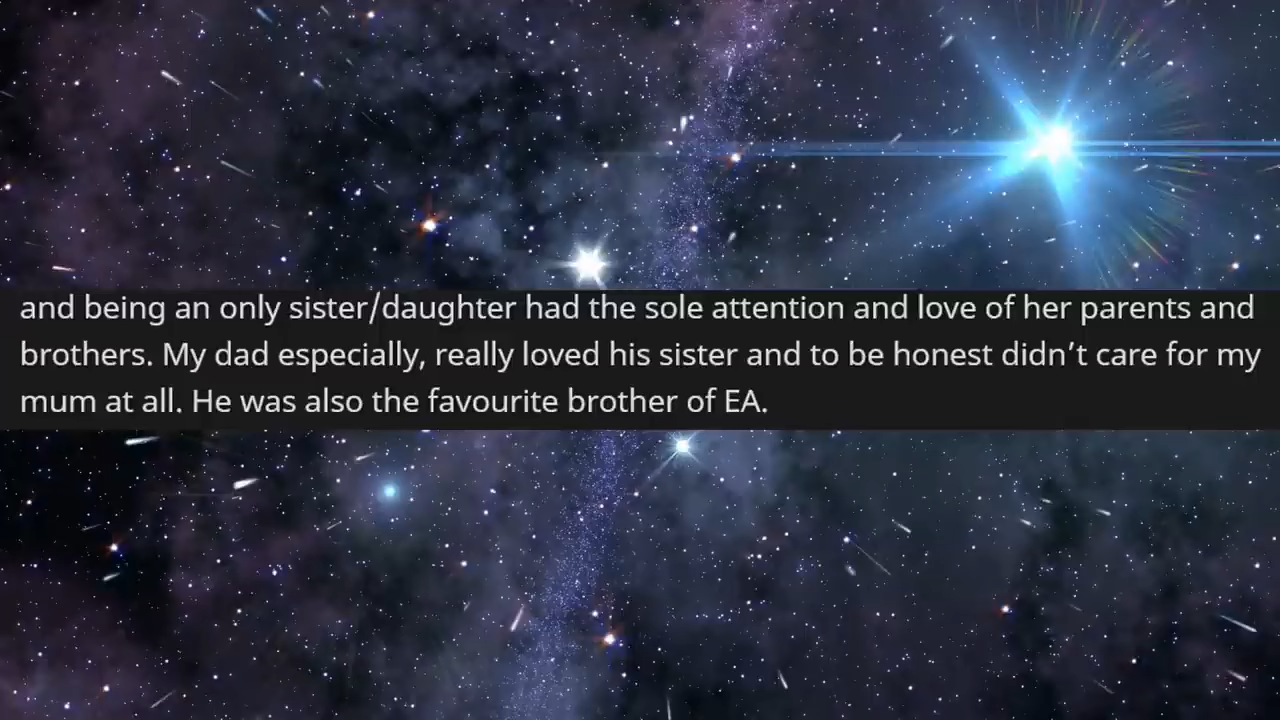 and being an only sister/daughter had the sole attention and love of her parents and
brothers. My dad especially, really loved his sister and to be honest didn’t care for my
mum at all. He was also the favourite brother of EA.